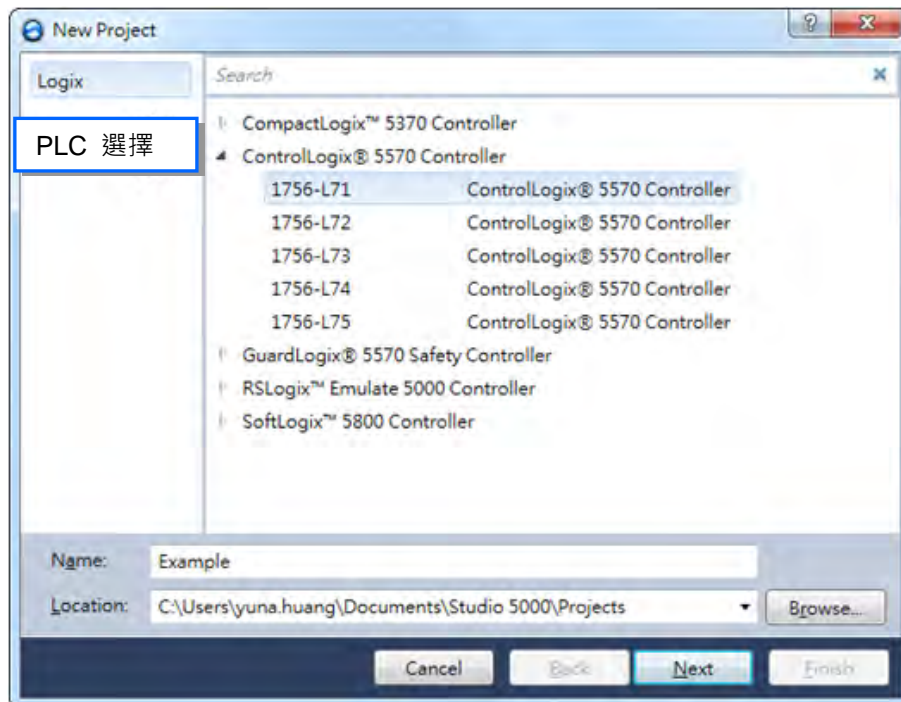 New Project
Logix
Search
PLC 選擇
CompactLogix™ 5370 Controller
ControlLogix® 5570 Controller
1756-L71 ControlLogix® 5570 Controller
1756-L72 ControlLogix® 5570 Controller
1756-L73 ControlLogix® 5570 Controller
1756-L74 ControlLogix® 5570 Controller
1756-L75 ControlLogix® 5570 Controller
GuardLogix® 5570 Safety Controller
RSLogix™ Emulate 5000 Controller
SoftLogix™ 5800 Controller
Name: Example
Location: C:\Users\yuna.huang\Documents\Studio 5000\Projects Browse...
Cancel Back Next Finish